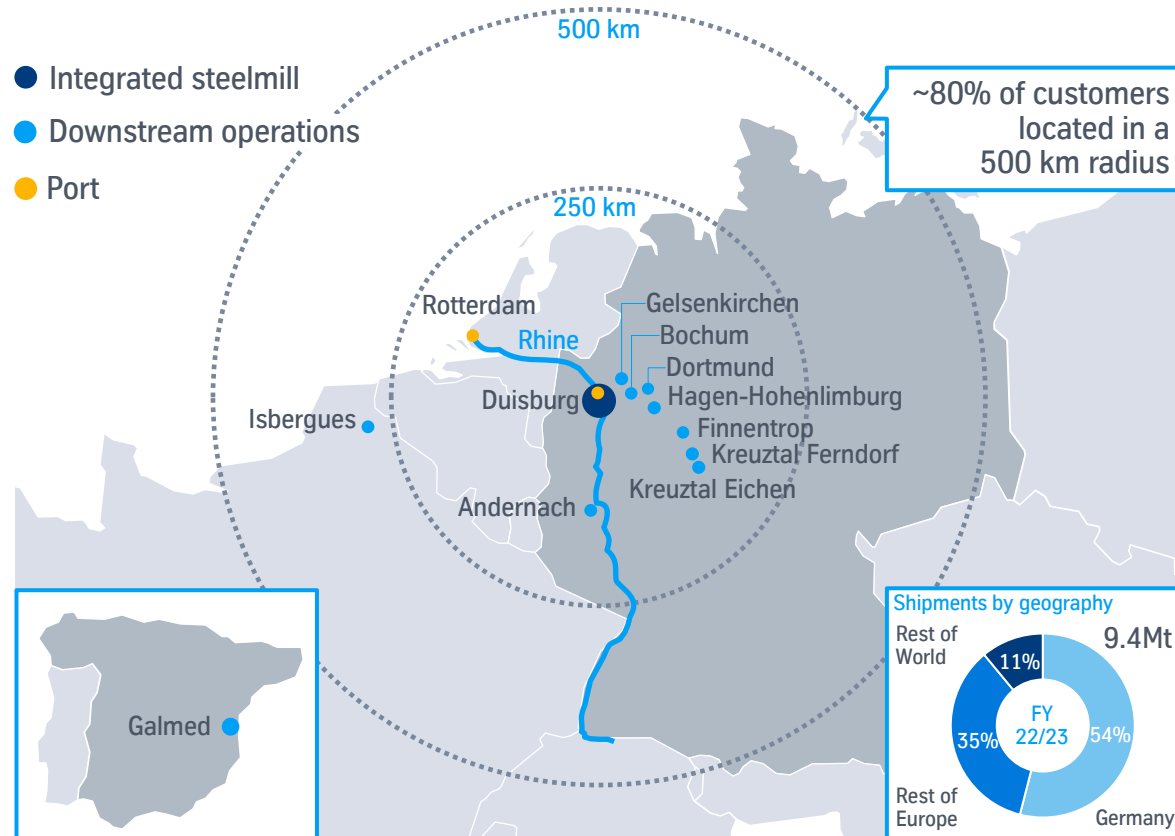 500 km
Integrated steelmill
Downstream operations
Port
~80% of customers
located in a
500 km radius
250 km
Rotterdam
Rhine
Gelsenkirchen
Bochum
Dortmund
Duisburg
Hagen-Hohenlimburg
Isbergues
Finnentrop
Kreuztal Ferndorf
Kreuztal Eichen
Andernach
Galmed
Shipments by geography
Rest of
World
9.4Mt
11%
FY
22/23
35%
54%
Rest of
Europe
Germany